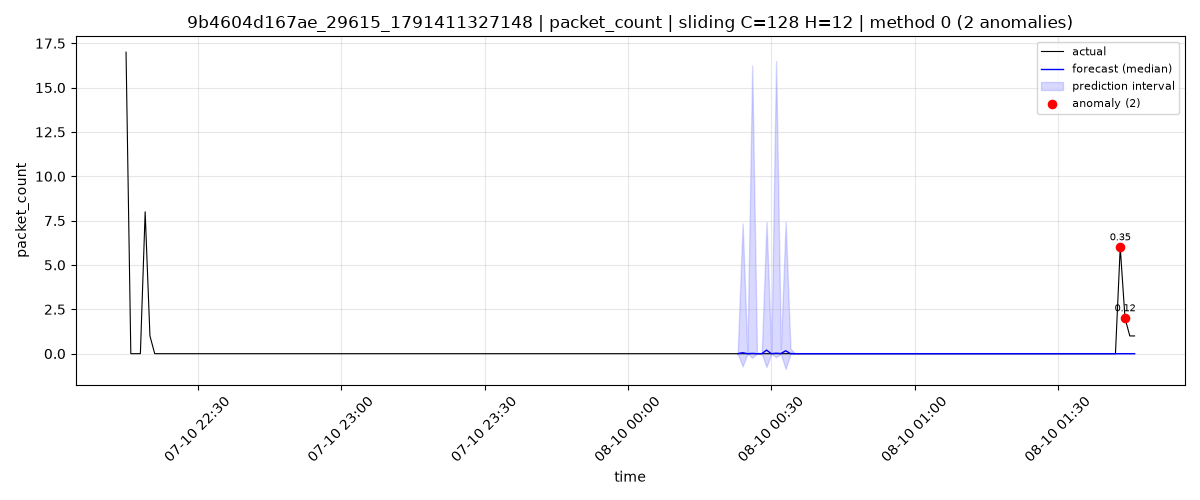 9b4604d167ae_29615_1791411327148 | packet_count | sliding C=128 H=12 | method 0 (2 anomalies)
17.5
15.0
12.5
10.0
7.5
5.0
2.5
0.0
packet_count
actual
forecast (median)
prediction interval
anomaly (2)
0.35
0.12
07-10 22:30
07-10 23:00
07-10 23:30
08-10 00:00
08-10 00:30
08-10 01:00
08-10 01:30
time